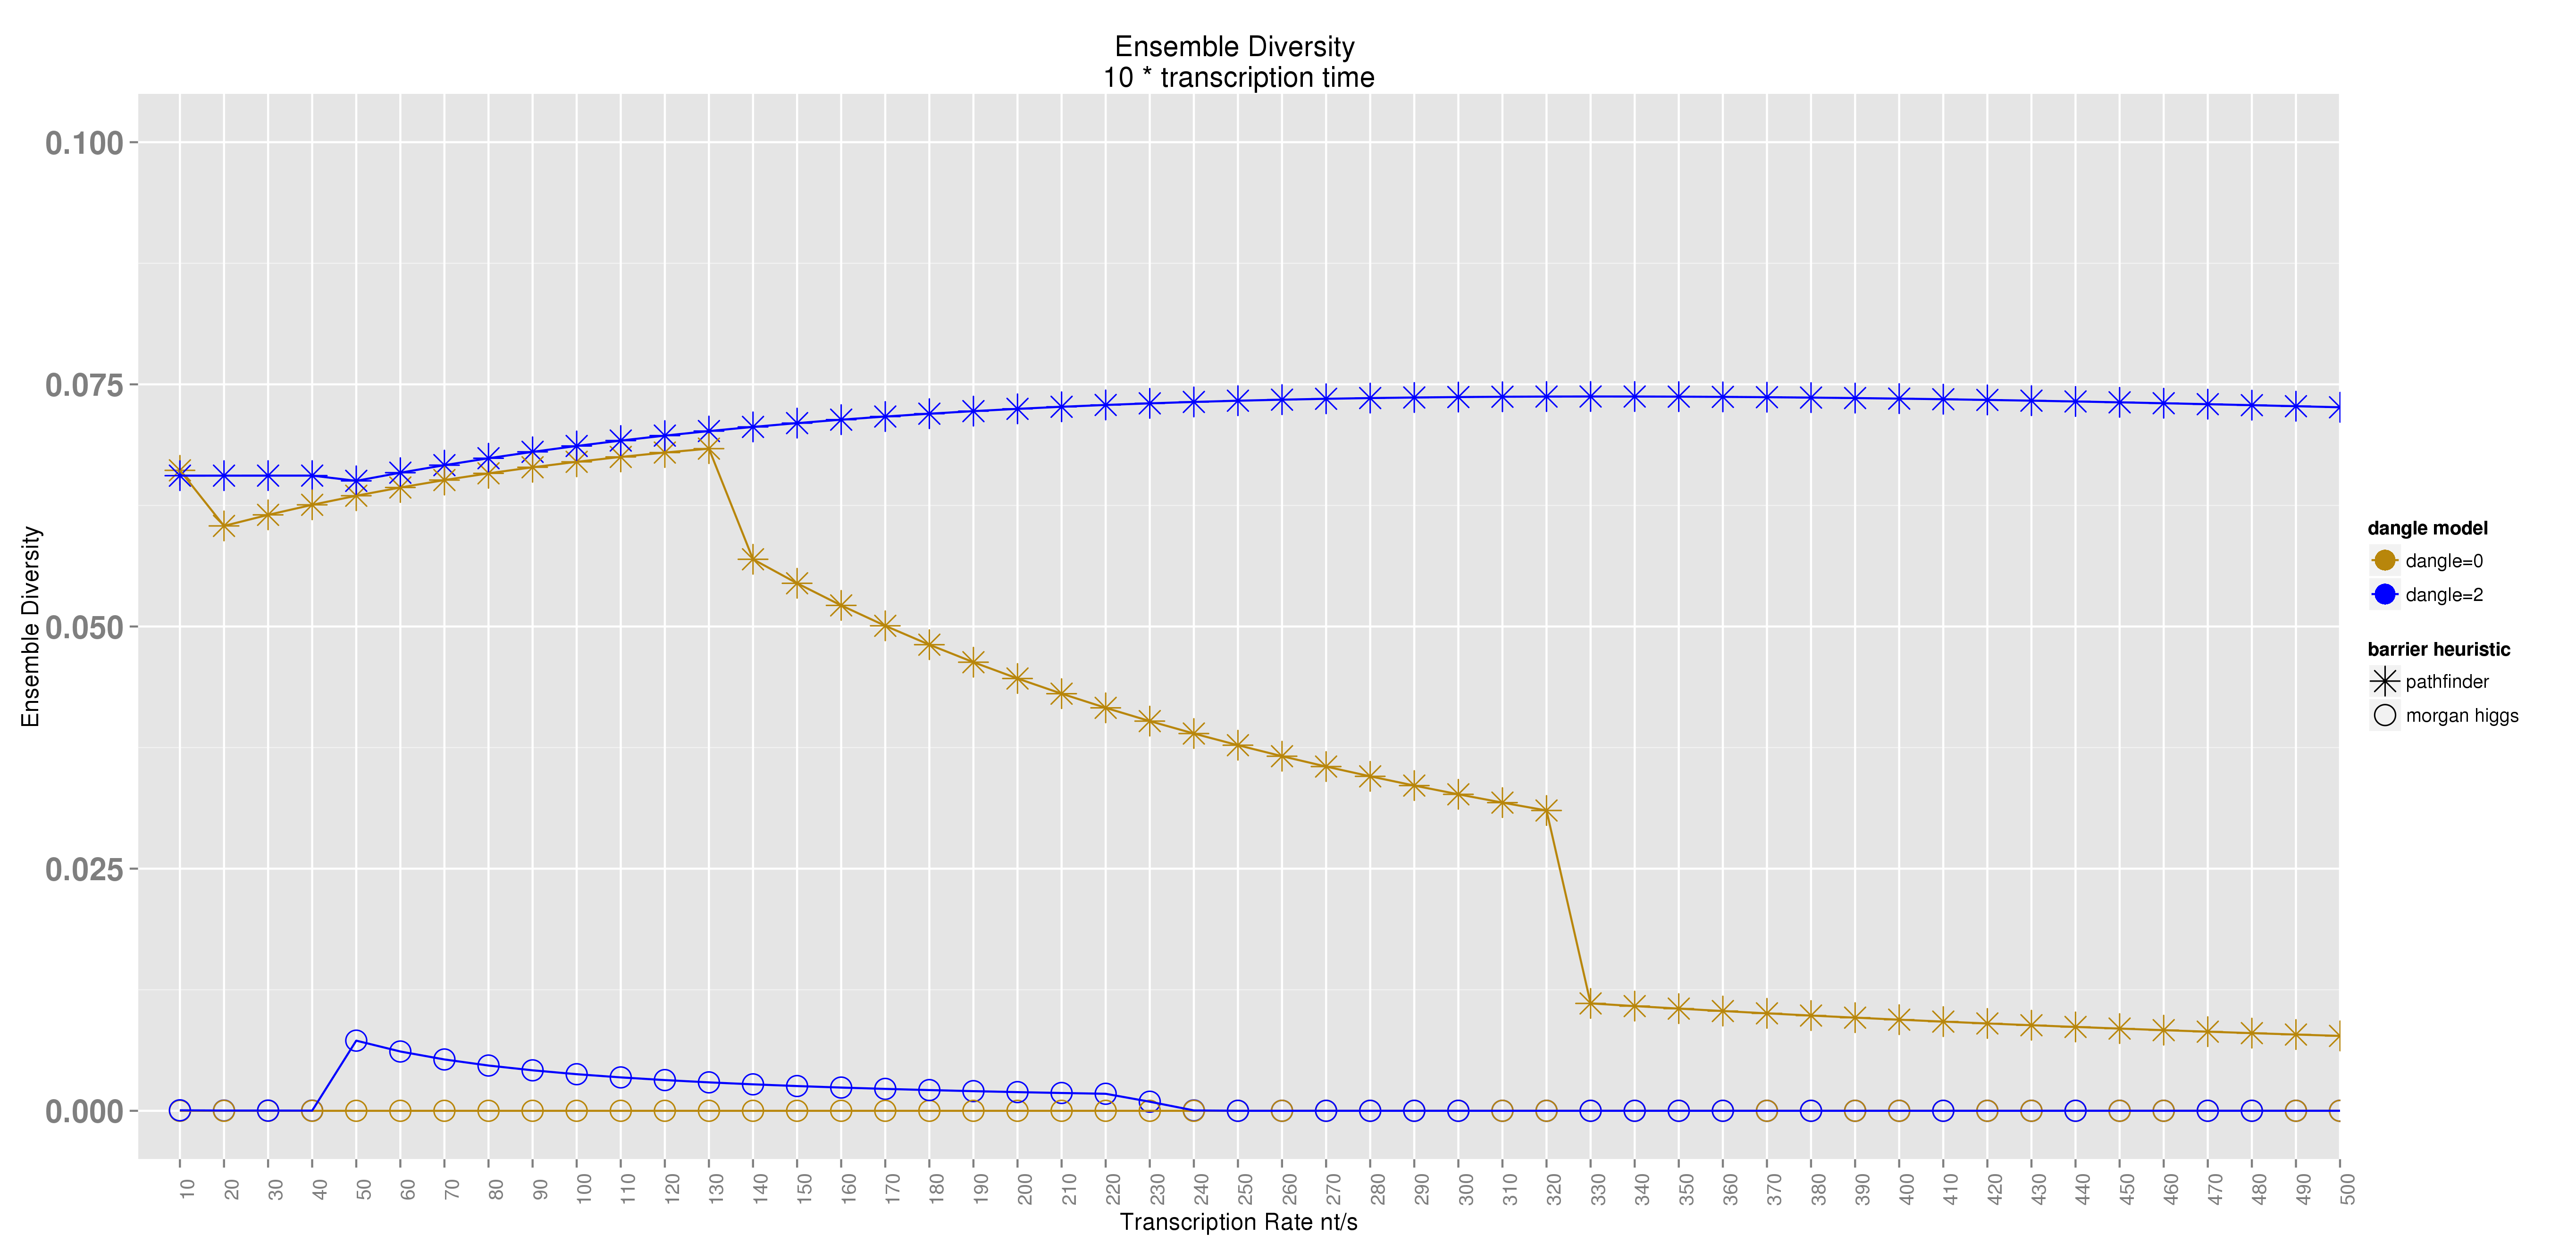 Ensemble Diversity
10 * transcription time
Ensemble Diversity
0.100
0.075
0.050
0.025
0.000
10 20 30 40 50 60 70 80 90 100 110 120 130 140 150 160 170 180 190 200 210 220 230 240 250 260 270 280 290 300 310 320 330 340 350 360 370 380 390 400 410 420 430 440 450 460 470 480 490 500
Transcription Rate nt/s
dangle model
dangle=0
dangle=2
barrier heuristic
pathfinder
morgan higgs